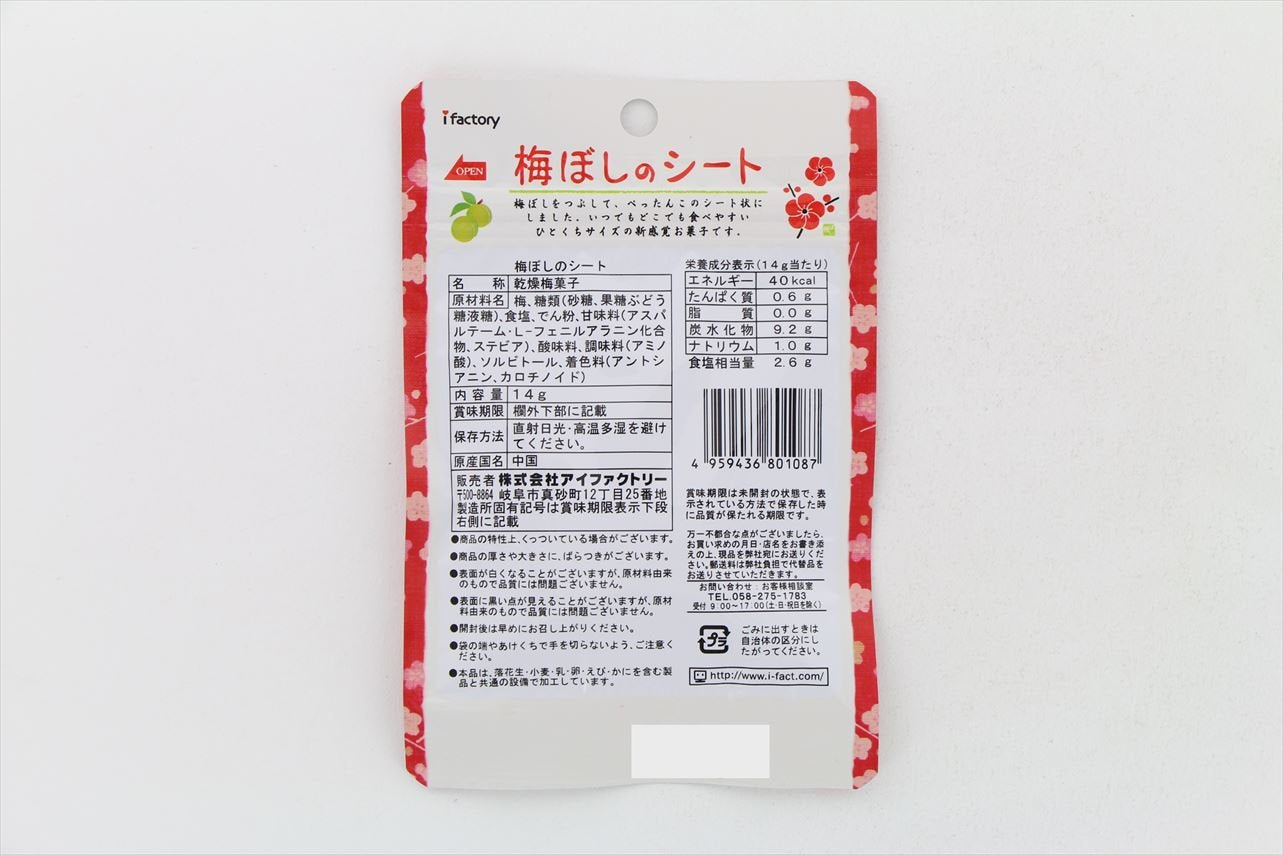 i factory
OPEN
梅ぼしのシート
梅ぼしをつぶして、ぺったんこのシート状に
しました。いつでもどこでも食べやすい
ひとくちサイズの新感覚お菓子です。
梅ぼしのシート
名称 乾燥梅菓子
原材料名 梅、糖類(砂糖、果糖ぶどう
糖液糖)、食塩、でん粉、甘味料(アスパ
ルテーム・L-フェニルアラニン化合
物、ステビア)、酸味料、調味料(アミノ
酸)、ソルビトール、着色料(アントシ
アニン、カロチノイド)
内容量 14g
賞味期限 欄外下部に記載
保存方法 直射日光・高温多湿を避け
てください。
原産国名 中国
販売者 株式会社アイファクトリー
〒500-8864 岐阜市真砂町12丁目25番地
製造所固有記号は賞味期限表示下段
右側に記載
●商品の特性上、くっついている場合がございます。
●商品の厚さや大きさに、ばらつきがございます。
●表面が白くなることがございますが、原材料由来
のもので品質には問題ございません。
●表面に黒い点が見えることがございますが、原材
料由来のもので品質には問題ございません。
●開封後は早めにお召し上がりください。
●袋の端やあけくちで手を切らないよう、ご注意く
ださい。
●本品は、落花生・小麦・乳・卵・えび・かにを含む製
品と共通の設備で加工しています。
栄養成分表示(14g当たり)
エネルギー 40kcal
たんぱく質 0.6g
脂質 0.0g
炭水化物 9.2g
ナトリウム 1.0g
食塩相当量 2.6g
4 959436 801087
賞味期限は未開封の状態で、表
示されている方法で保存した時
に品質が保たれる期限です。
万一不都合な点がございましたら、
お買い求めの月日・店名をお書き添
えの上、現品を弊社宛にお送りくだ
さい。郵送料は弊社負担で代替品を
お送りさせていただきます。
お問い合わせ:お客様相談室
TEL.058-275-1783
受付 9:00〜17:00(土・日・祝日を除く)
プラ
ごみに出すときは
自治体の区分にし
たがってください。
http://www.i-fact.com/